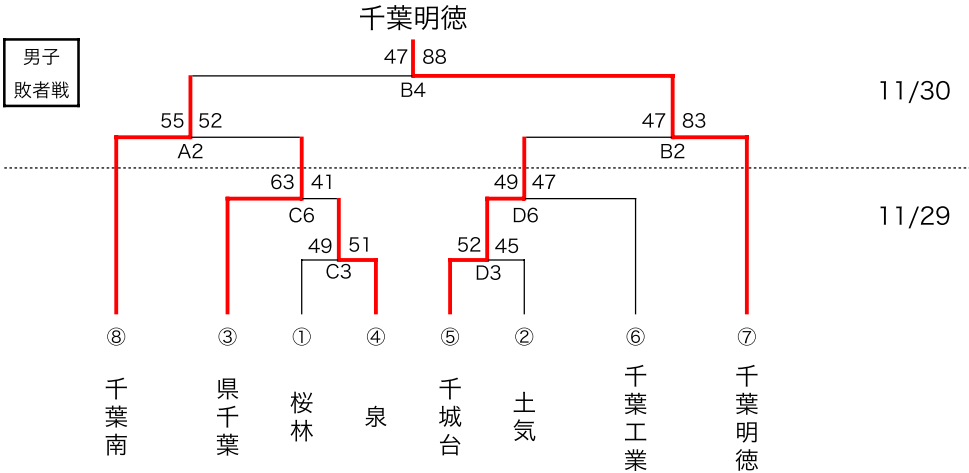 千葉明徳
男子
敗者戦
47 88
B4
11/30
55 52
A2
47 83
B2
63 41
C6
49 47
D6
11/29
49 51
C3
52 45
D3
⑧ ③ ① ④ ⑤ ② ⑥ ⑦
千葉南
県千葉
桜林
泉
千城台
土気
千葉工業
千葉明徳